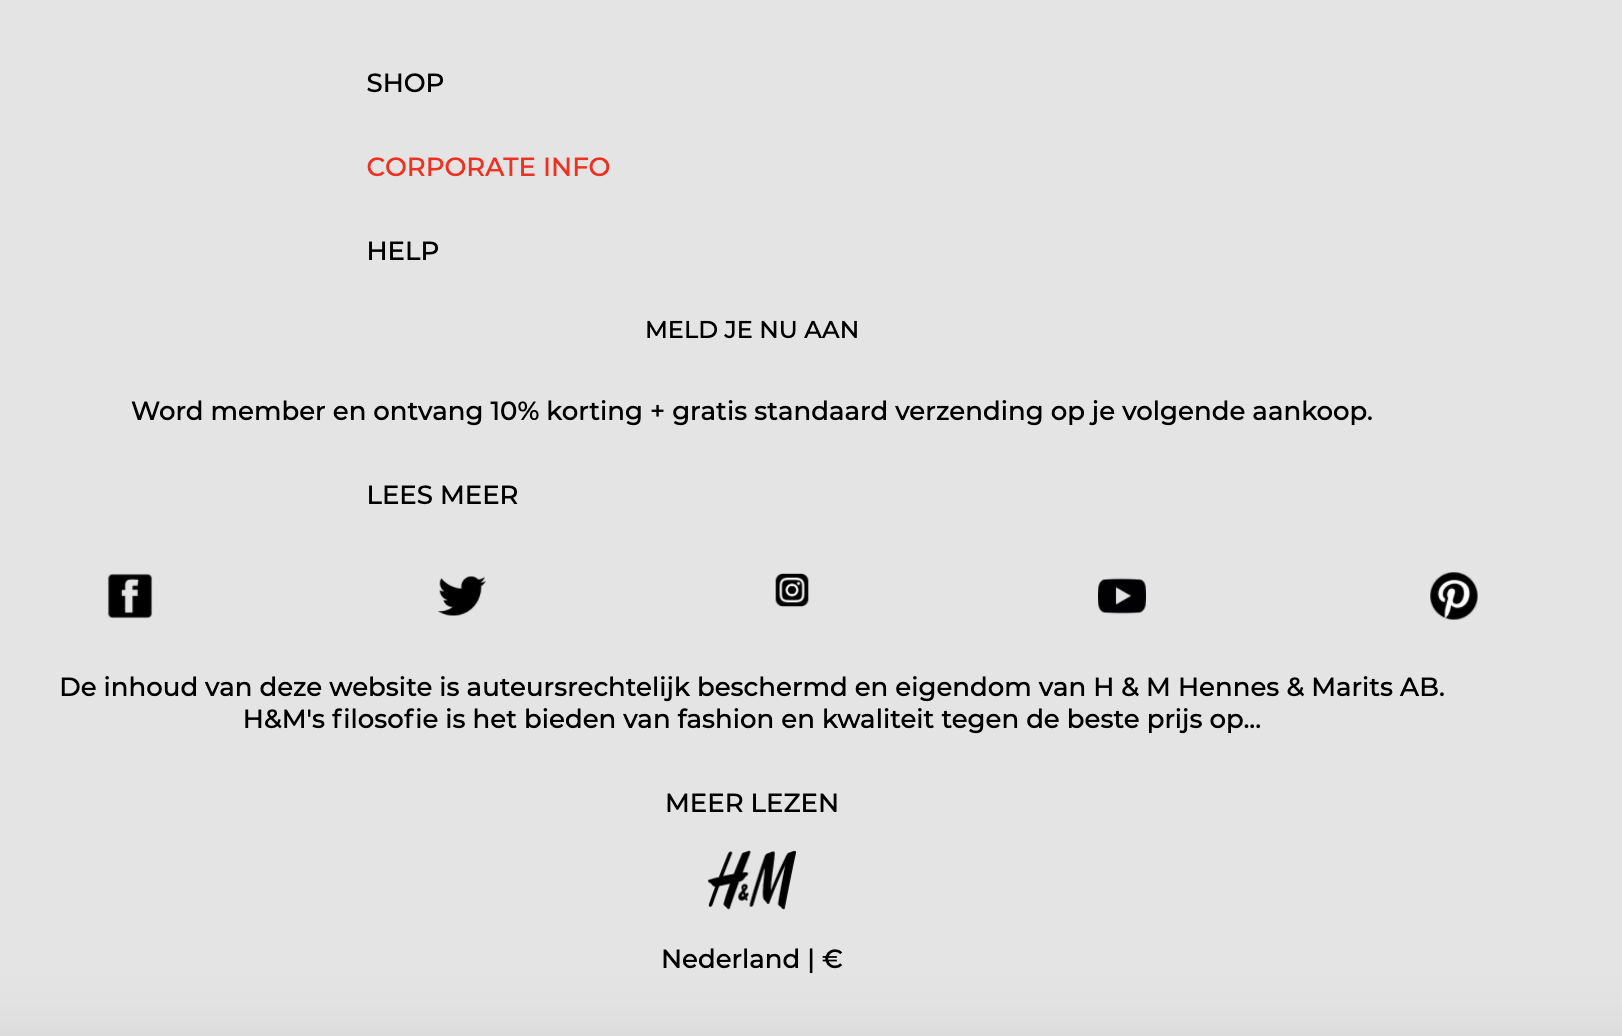 SHOP
CORPORATE INFO
HELP
MELD JE NU AAN
Word member en ontvang 10% korting + gratis standaard verzending op je volgende aankoop.
LEES MEER
De inhoud van deze website is auteursrechtelijk beschermd en eigendom van H & M Hennes & Marits AB.
H&M's filosofie is het bieden van fashion en kwaliteit tegen de beste prijs op...
MEER LEZEN
H&M
Nederland | €